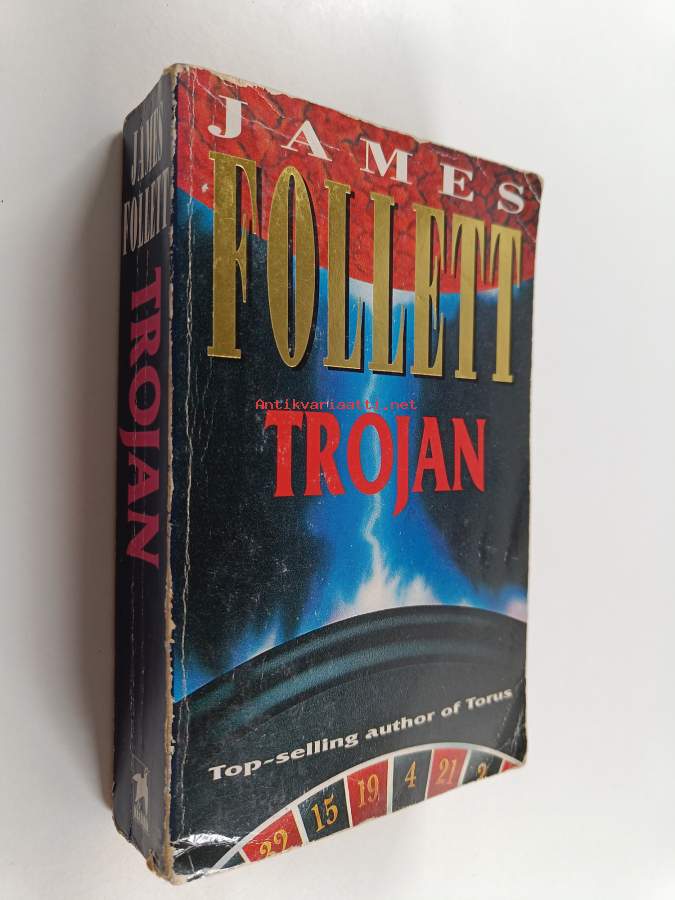 JAMES
FOLLETT
TROJAN
JAMES
FOLLETT
Antikvariaatti.net
TROJAN
Top-selling author of Torus
22 15 19 4 21 2